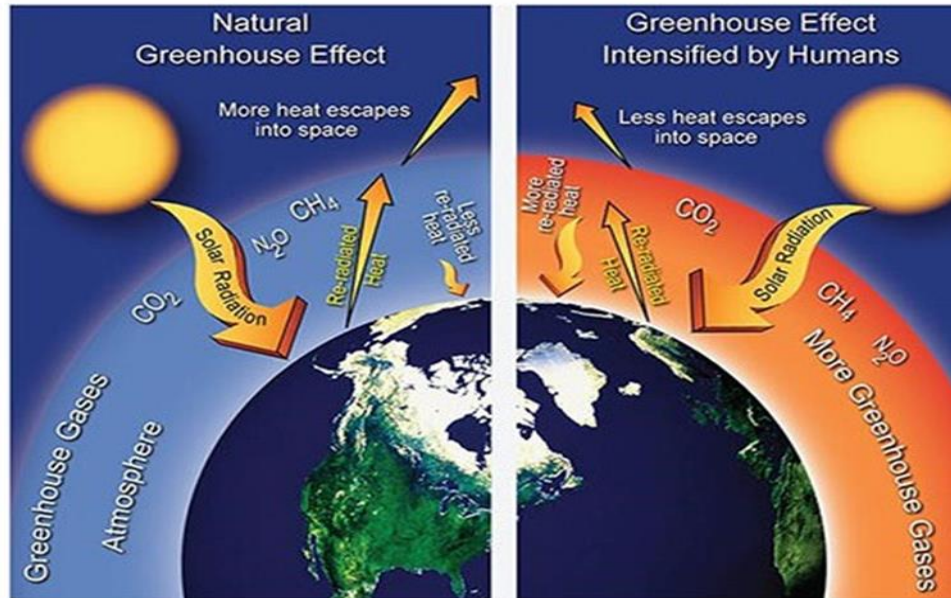 Natural
Greenhouse Effect
More heat escapes
into space
Less
re-radiated
heat
Re-radiated
Heat
CH₄
N₂O
CO₂
Solar Radiation
Greenhouse Gases
Atmosphere
Greenhouse Effect
Intensified by Humans
Less heat escapes
into space
More
re-radiated
heat
Re-radiated
Heat
CO₂
Solar Radiation
CH₄
N₂O
More Greenhouse Gases